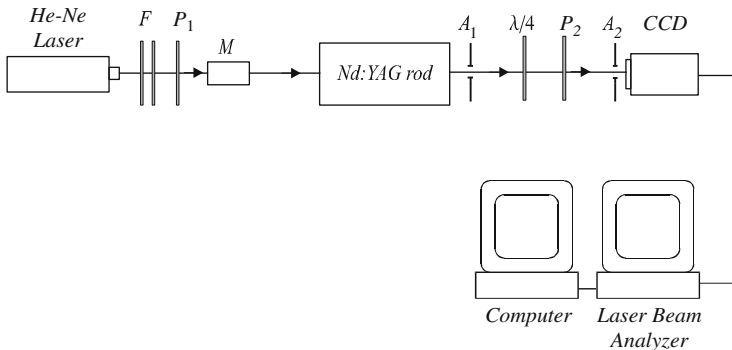 He-Ne
Laser
F
P1
M
Nd:YAG rod
A1
λ/4
P2
A2
CCD
Computer
Laser Beam
Analyzer